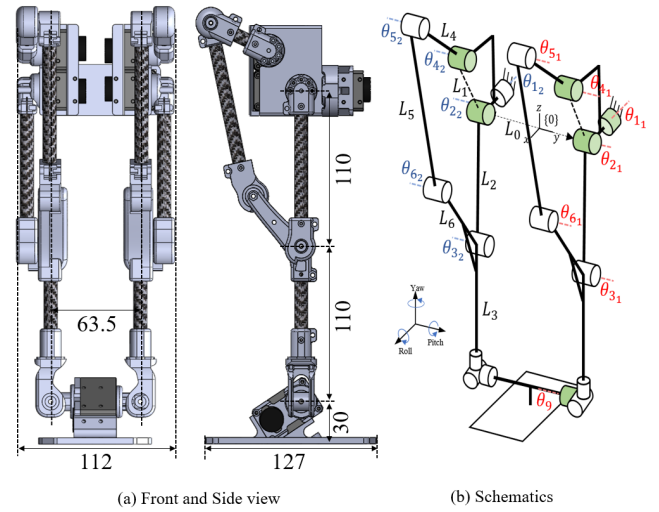 110
110
30
63.5
112
127
(a) Front and Side view
θ5₂
L₄
θ5₁
θ4₂
θ1₂
θ4₁
L₁
θ1₁
θ2₂
z
{0}
L₀
x
y
θ2₁
L₅
L₂
θ6₂
θ6₁
L₆
θ3₂
θ3₁
Yaw
L₃
Roll
Pitch
θ₉
(b) Schematics